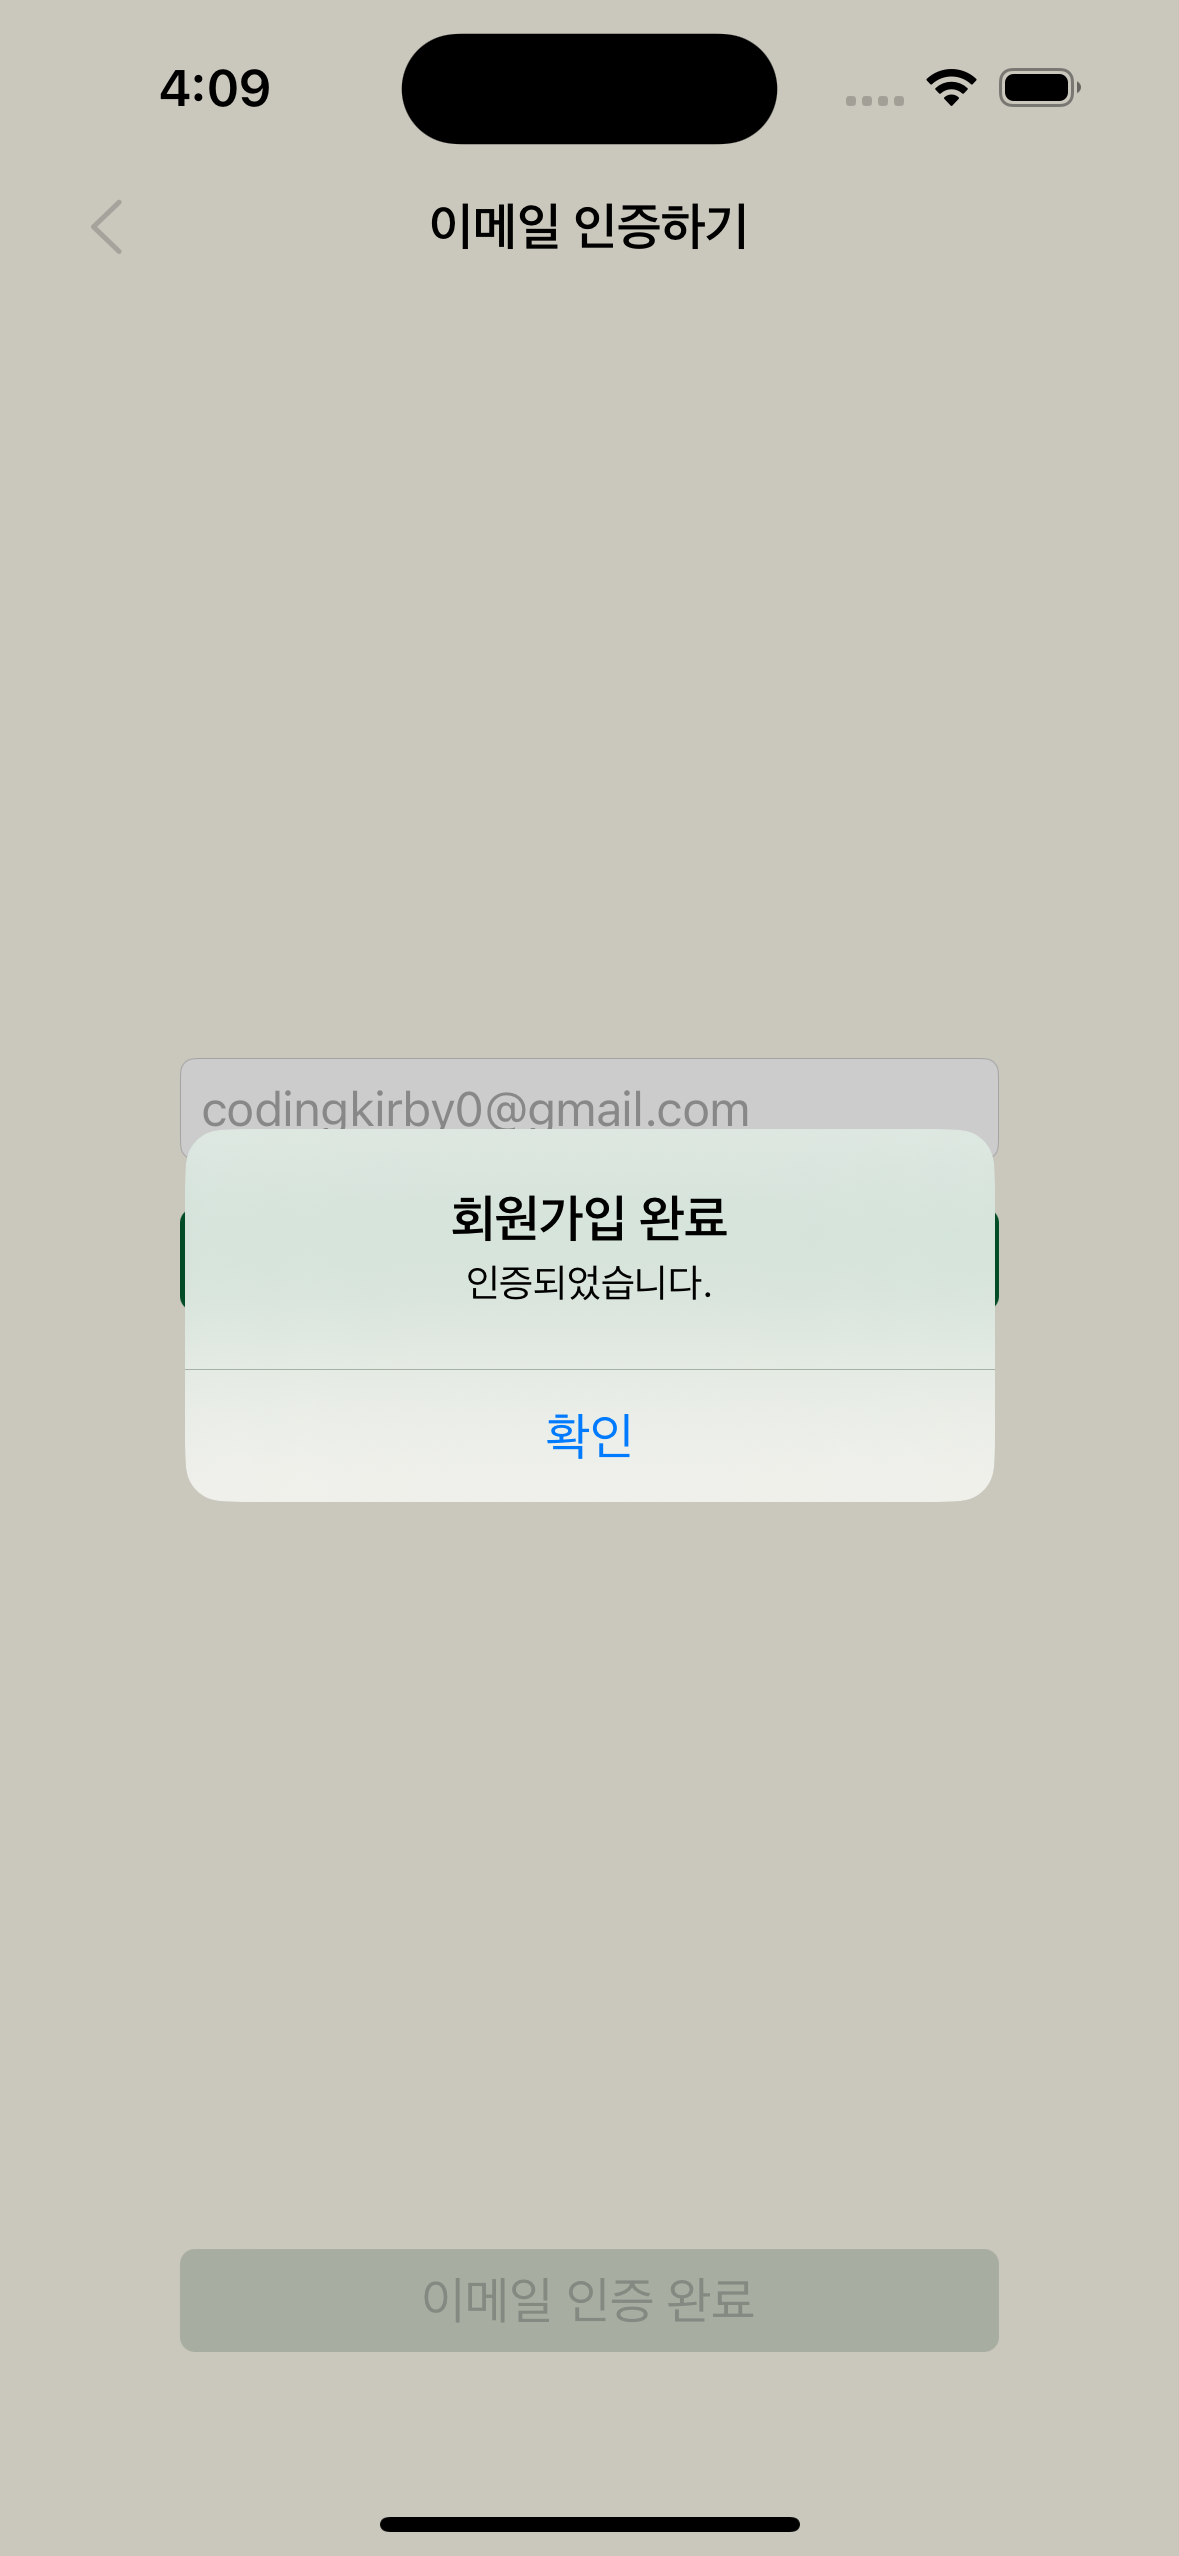 4:09
이메일 인증하기
codingkirby0@gmail.com
회원가입 완료
인증되었습니다.
확인
이메일 인증 완료